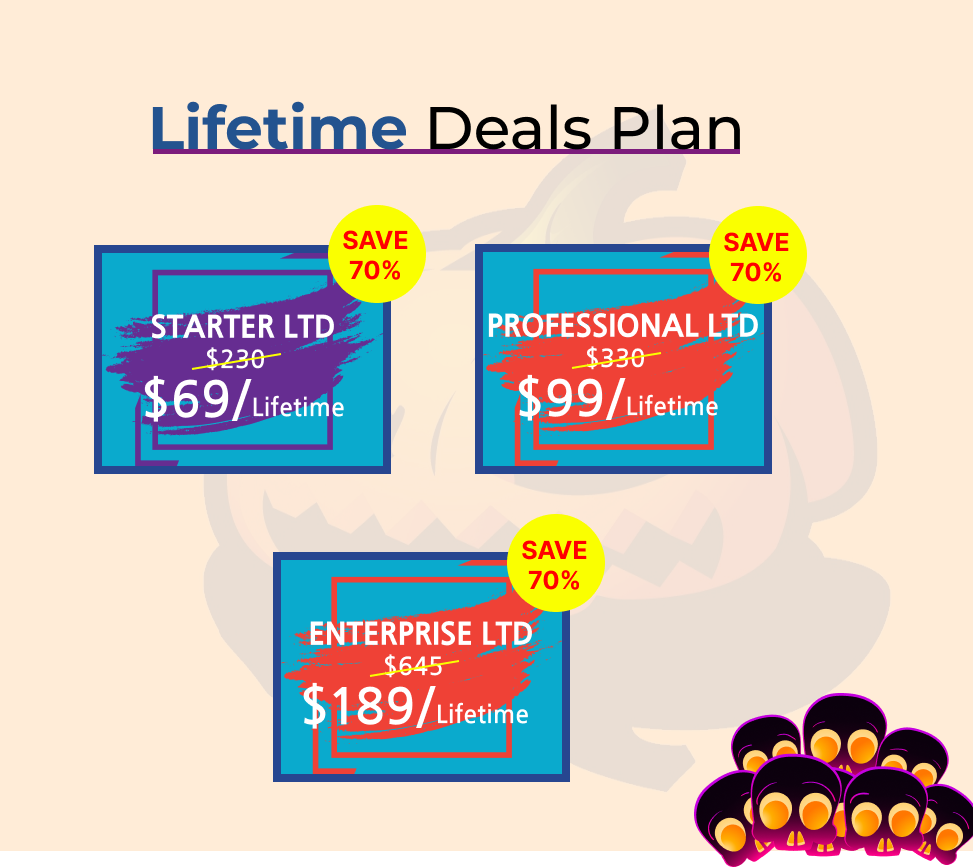 Lifetime Deals Plan
SAVE
70%
STARTER LTD
$230
$69/Lifetime
SAVE
70%
PROFESSIONAL LTD
$330
$99/Lifetime
SAVE
70%
ENTERPRISE LTD
$645
$189/Lifetime